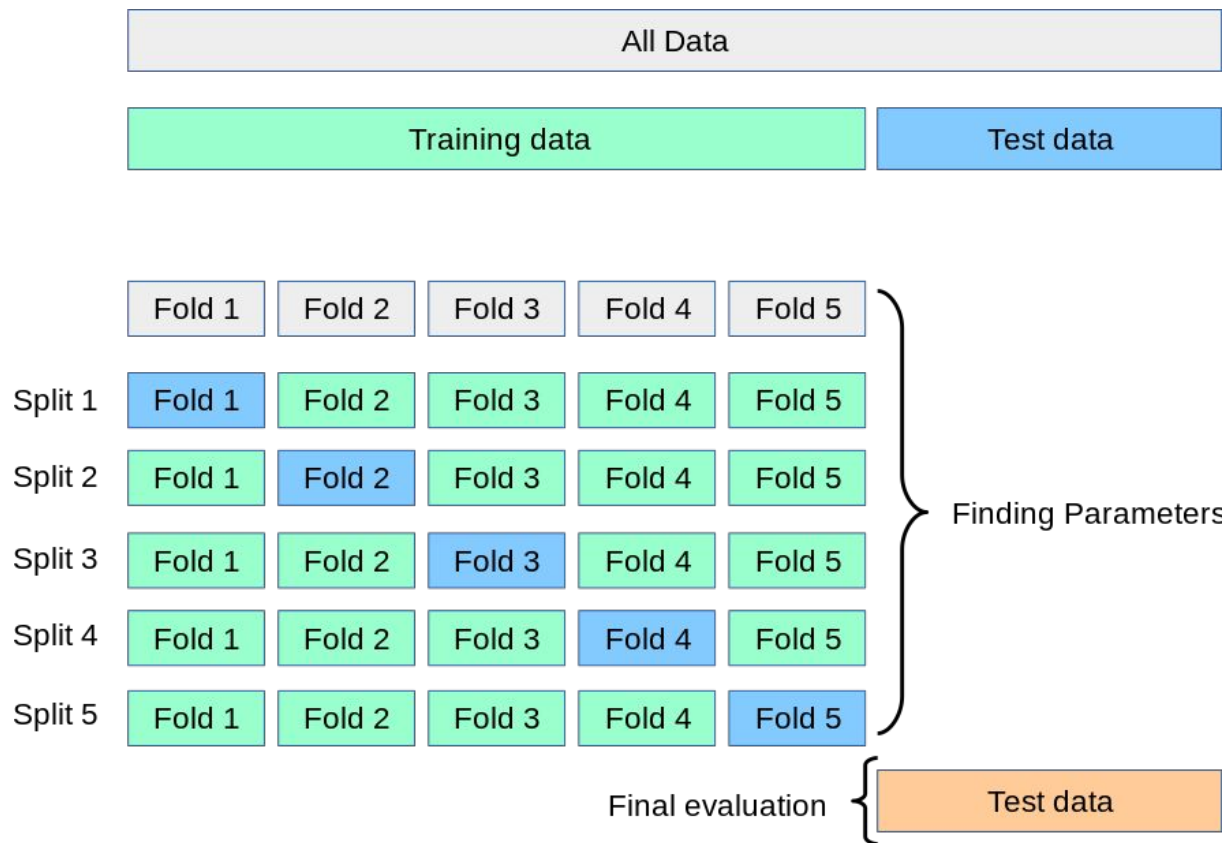 All Data
Training data Test data
Fold 1 Fold 2 Fold 3 Fold 4 Fold 5
Split 1 Fold 1 Fold 2 Fold 3 Fold 4 Fold 5
Split 2 Fold 1 Fold 2 Fold 3 Fold 4 Fold 5
Finding Parameters
Split 3 Fold 1 Fold 2 Fold 3 Fold 4 Fold 5
Split 4 Fold 1 Fold 2 Fold 3 Fold 4 Fold 5
Split 5 Fold 1 Fold 2 Fold 3 Fold 4 Fold 5
Final evaluation Test data